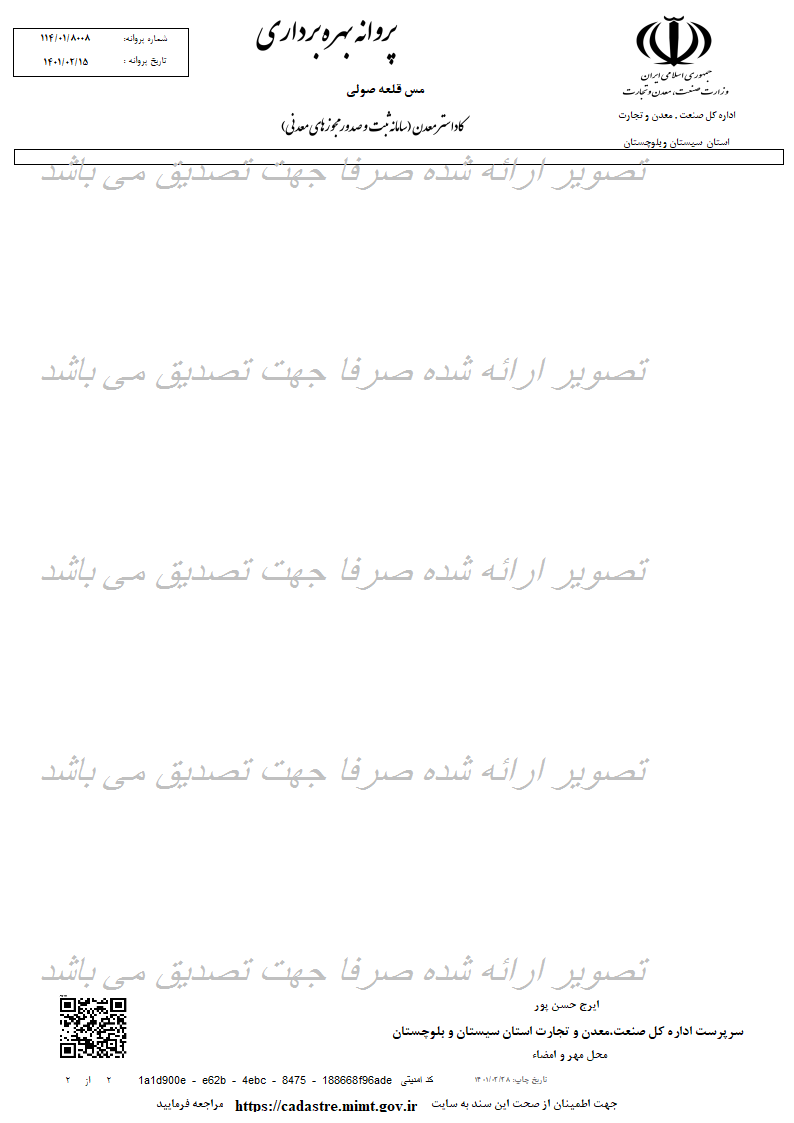 جمهوری اسلامی ایران
وزارت صنعت، معدن و تجارت
اداره کل صنعت ، معدن و تجارت
استان سیستان وبلوچستان
پروانه بهره برداری
مس قلعه صولی
کاداستر معدن (سامانه ثبت و صدور مجوزهای معدنی)
شماره پروانه: ۱۱۴/۰۱/۸۰۰۸
تاریخ پروانه : ۱۴۰۱/۰۲/۱۵
تصویر ارائه شده صرفا جهت تصدیق می باشد
تصویر ارائه شده صرفا جهت تصدیق می باشد
تصویر ارائه شده صرفا جهت تصدیق می باشد
تصویر ارائه شده صرفا جهت تصدیق می باشد
تصویر ارائه شده صرفا جهت تصدیق می باشد
ایرج حسن پور
سرپرست اداره کل صنعت،معدن و تجارت استان سیستان و بلوچستان
محل مهر و امضاء
تاریخ چاپ: ۱۴۰۱/۰۲/۲۸ کد امنیتی 1a1d900e - e62b - 4ebc - 8475 - 188668f96ade ۲ از ۲
جهت اطمینان از صحت این سند به سایت https://cadastre.mimt.gov.ir مراجعه فرمایید